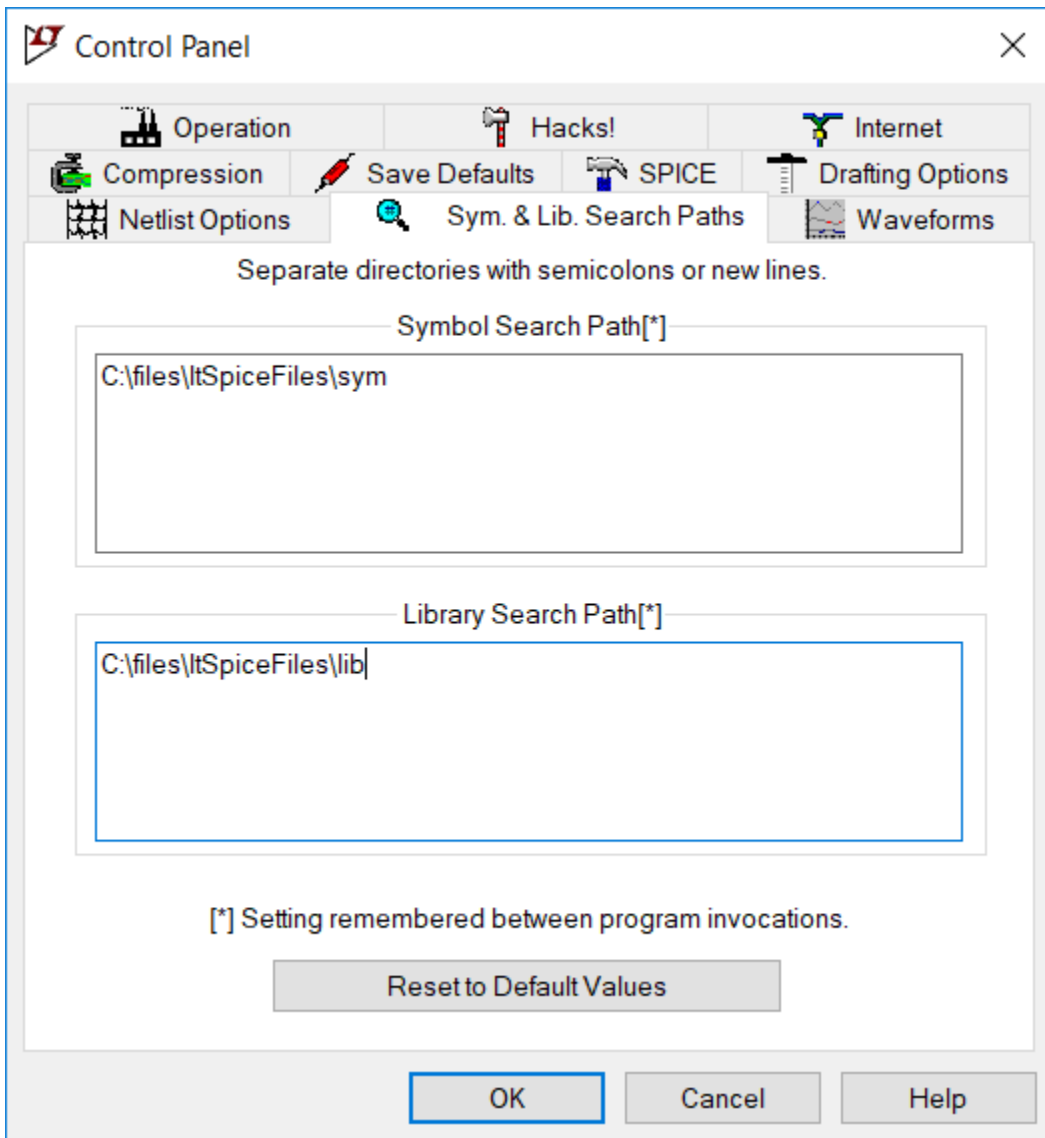 Control Panel
Operation
Hacks!
Internet
Compression
Save Defaults
SPICE
Drafting Options
Netlist Options
Sym. & Lib. Search Paths
Waveforms
Separate directories with semicolons or new lines.
Symbol Search Path[*]
C:\files\ltSpiceFiles\sym
Library Search Path[*]
C:\files\ltSpiceFiles\lib
[*] Setting remembered between program invocations.
Reset to Default Values
OK
Cancel
Help